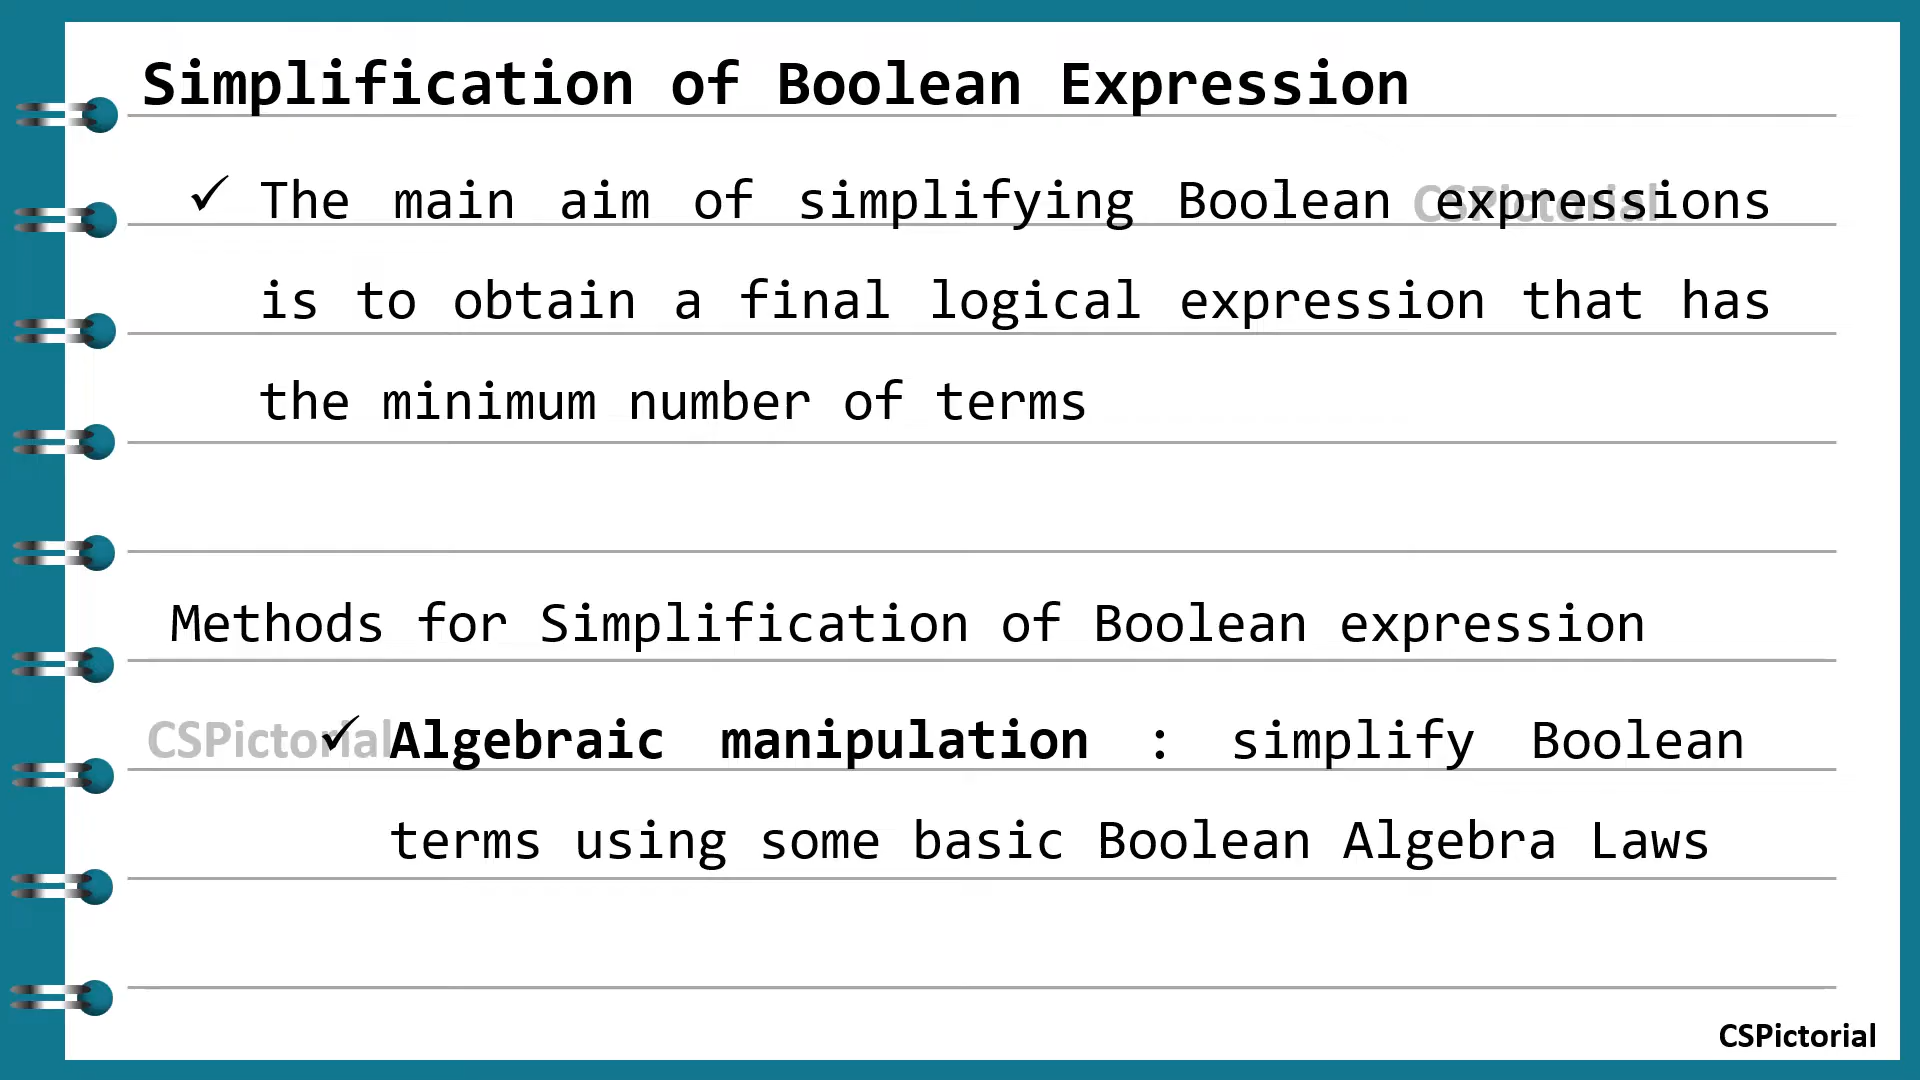 Simplification of Boolean Expression
✓ The main aim of simplifying Boolean expressions
CSPictorial
is to obtain a final logical expression that has
the minimum number of terms
Methods for Simplification of Boolean expression
CSPictorial
✓ Algebraic manipulation : simplify Boolean
terms using some basic Boolean Algebra Laws
CSPictorial